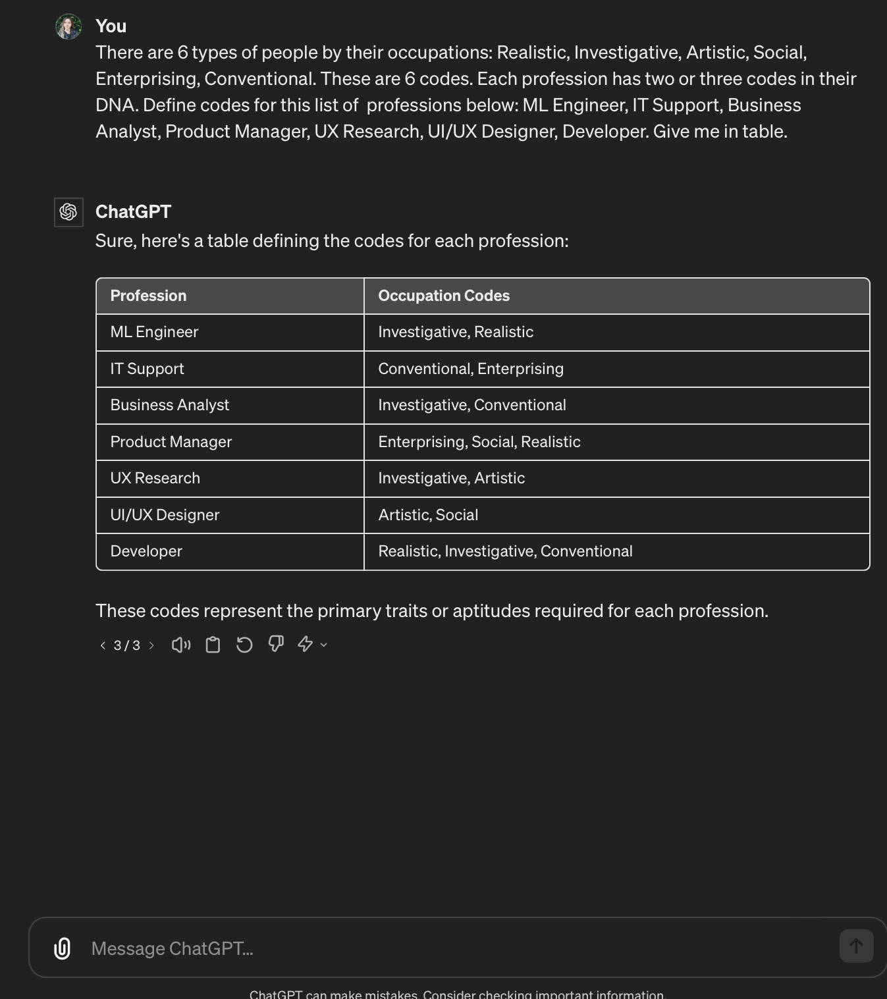 You
There are 6 types of people by their occupations: Realistic, Investigative, Artistic, Social,
Enterprising, Conventional. These are 6 codes. Each profession has two or three codes in their
DNA. Define codes for this list of  professions below: ML Engineer, IT Support, Business
Analyst, Product Manager, UX Research, UI/UX Designer, Developer. Give me in table.
ChatGPT
Sure, here's a table defining the codes for each profession:
Profession Occupation Codes
ML Engineer Investigative, Realistic
IT Support Conventional, Enterprising
Business Analyst Investigative, Conventional
Product Manager Enterprising, Social, Realistic
UX Research Investigative, Artistic
UI/UX Designer Artistic, Social
Developer Realistic, Investigative, Conventional
These codes represent the primary traits or aptitudes required for each profession.
3 / 3
Message ChatGPT...
ChatGPT can make mistakes. Consider checking important information.